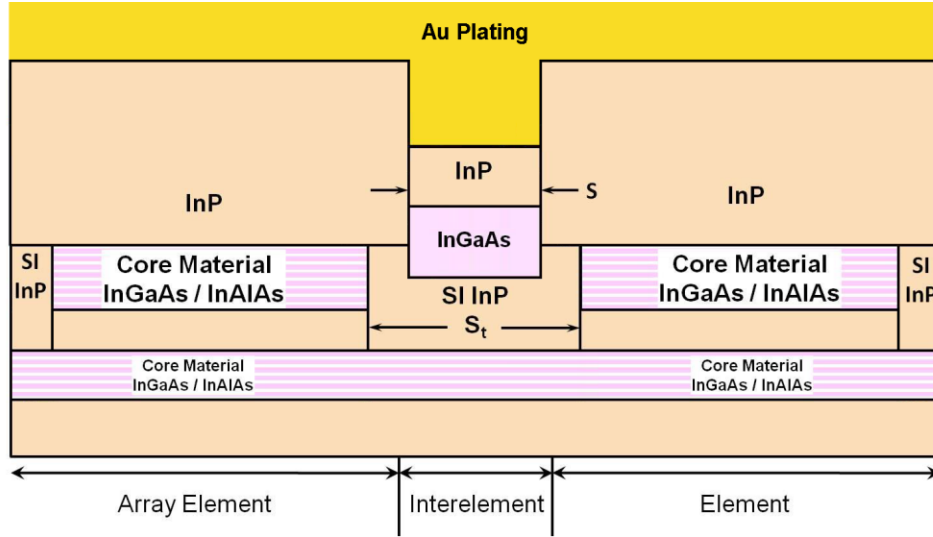 Au Plating
InP
S
InP
InP
InGaAs
SI
InP
Core Material
InGaAs / InAlAs
SI InP
St
Core Material
InGaAs / InAlAs
SI
InP
Core Material
InGaAs / InAlAs
Core Material
InGaAs / InAlAs
Array Element
Interelement
Element